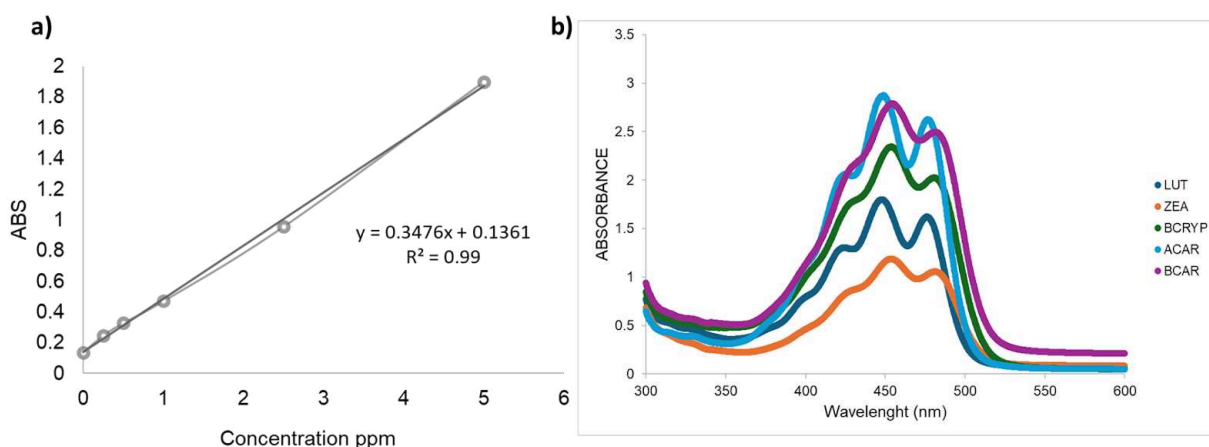 a)
ABS
2
1.8
1.6
1.4
1.2
1
0.8
0.6
0.4
0.2
0
y = 0.3476x + 0.1361
R² = 0.99
0 1 2 3 4 5 6
Concentration ppm
b)
ABSORBANCE
3.5
3
2.5
2
1.5
1
0.5
0
300 350 400 450 500 550 600
Wavelenght (nm)
LUT
ZEA
BCRYP
ACAR
BCAR